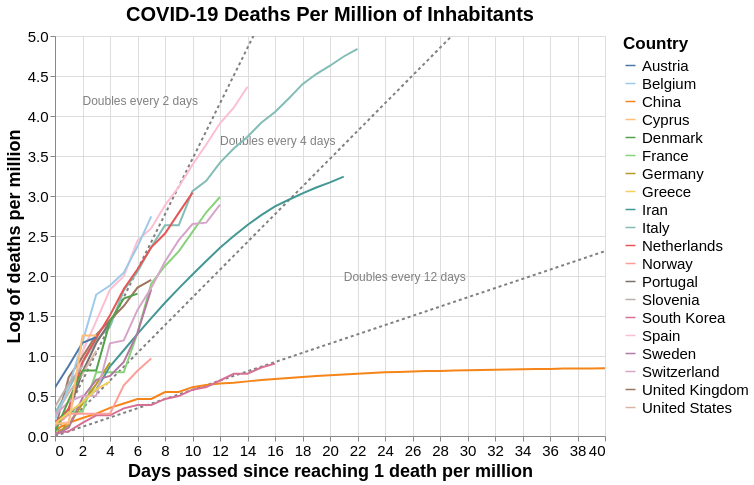 COVID-19 Deaths Per Million of Inhabitants
Log of deaths per million
5.0
4.5
4.0
3.5
3.0
2.5
2.0
1.5
1.0
0.5
0.0
Doubles every 2 days
Doubles every 4 days
Doubles every 12 days
0 2 4 6 8 10 12 14 16 18 20 22 24 26 28 30 32 34 36 38 40
Days passed since reaching 1 death per million
Country
Austria
Belgium
China
Cyprus
Denmark
France
Germany
Greece
Iran
Italy
Netherlands
Norway
Portugal
Slovenia
South Korea
Spain
Sweden
Switzerland
United Kingdom
United States